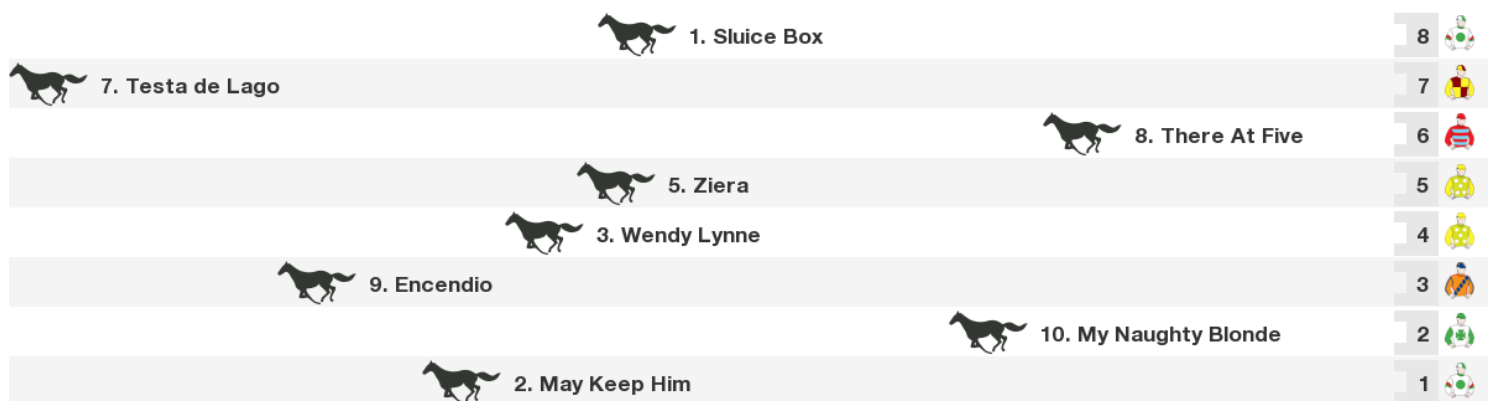 1. Sluice Box 8
7. Testa de Lago 7
8. There At Five 6
5. Ziera 5
3. Wendy Lynne 4
9. Encendio 3
10. My Naughty Blonde 2
2. May Keep Him 1